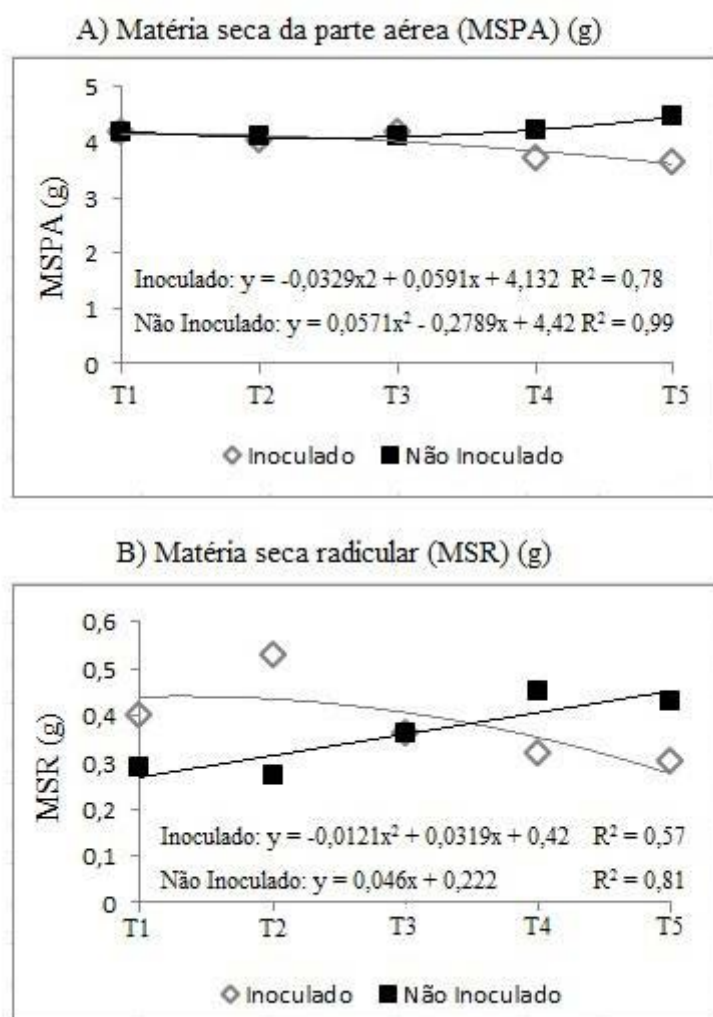 A) Matéria seca da parte aérea (MSPA) (g)
5
4
3
2
1
0
MSPA (g)
Inoculado: y = -0,0329x2 + 0,0591x + 4,132 R² = 0,78
Não Inoculado: y = 0,0571x² - 0,2789x + 4,42 R² = 0,99
T1 T2 T3 T4 T5
Inoculado Não Inoculado
B) Matéria seca radicular (MSR) (g)
0,6
0,5
0,4
0,3
0,2
0,1
0
MSR (g)
Inoculado: y = -0,0121x² + 0,0319x + 0,42 R² = 0,57
Não Inoculado: y = 0,046x + 0,222 R² = 0,81
T1 T2 T3 T4 T5
Inoculado Não Inoculado